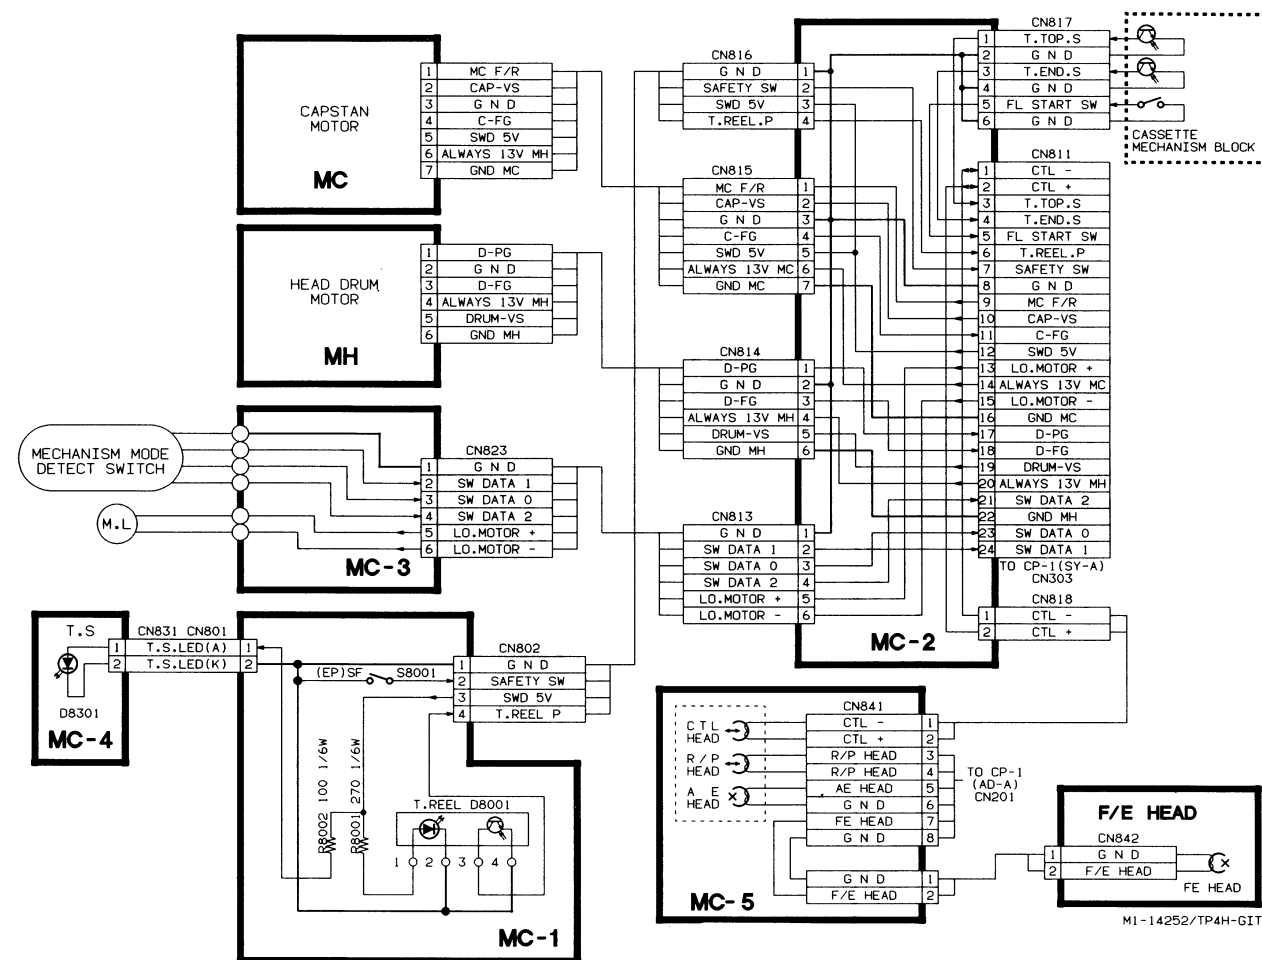 CAPSTAN
MOTOR
MC
1 MC F/R
2 CAP-VS
3 G N D
4 C-FG
5 SWD 5V
6 ALWAYS 13V MH
7 GND MC
HEAD DRUM
MOTOR
MH
1 D-PG
2 G N D
3 D-FG
4 ALWAYS 13V MH
5 DRUM-VS
6 GND MH
MECHANISM MODE
DETECT SWITCH
M.L
CN823
1 G N D
2 SW DATA 1
3 SW DATA 0
4 SW DATA 2
5 LO.MOTOR +
6 LO.MOTOR -
MC-3
CN816
G N D 1
SAFETY SW 2
SWD 5V 3
T.REEL.P 4
CN815
MC F/R 1
CAP-VS 2
G N D 3
C-FG 4
SWD 5V 5
ALWAYS 13V MC 6
GND MC 7
CN814
D-PG 1
G N D 2
D-FG 3
ALWAYS 13V MH 4
DRUM-VS 5
GND MH 6
CN813
G N D 1
SW DATA 1 2
SW DATA 0 3
SW DATA 2 4
LO.MOTOR + 5
LO.MOTOR - 6
MC-2
CN817
1 T.TOP.S
2 G N D
3 T.END.S
4 G N D
5 FL START SW
6 G N D
CASSETTE
MECHANISM BLOCK
CN811
1 CTL -
2 CTL +
3 T.TOP.S
4 T.END.S
5 FL START SW
6 T.REEL.P
7 SAFETY SW
8 G N D
9 MC F/R
10 CAP-VS
11 C-FG
12 SWD 5V
13 LO.MOTOR +
14 ALWAYS 13V MC
15 LO.MOTOR -
16 GND MC
17 D-PG
18 D-FG
19 DRUM-VS
20 ALWAYS 13V MH
21 SW DATA 2
22 GND MH
23 SW DATA 0
24 SW DATA 1
TO CP-1(SY-A)
CN303
CN818
1 CTL -
2 CTL +
T.S
D8301
MC-4
CN831 CN801
1 T.S.LED(A) 1
2 T.S.LED(K) 2
(EP)SF S8001
CN802
1 G N D
2 SAFETY SW
3 SWD 5V
4 T.REEL P
R8002 100 1/6W
R8001 270 1/6W
T.REEL D8001
1 2 3 4
MC-1
CN841
CTL - 1
CTL + 2
R/P HEAD 3
R/P HEAD 4
AE HEAD 5
G N D 6
FE HEAD 7
G N D 8
CTL
HEAD
R/P
HEAD
A E
HEAD
TO CP-1
(AD-A)
CN201
G N D 1
F/E HEAD 2
MC-5
F/E HEAD
CN842
1 G N D
2 F/E HEAD
FE HEAD
M1-14252/TP4H-GIT